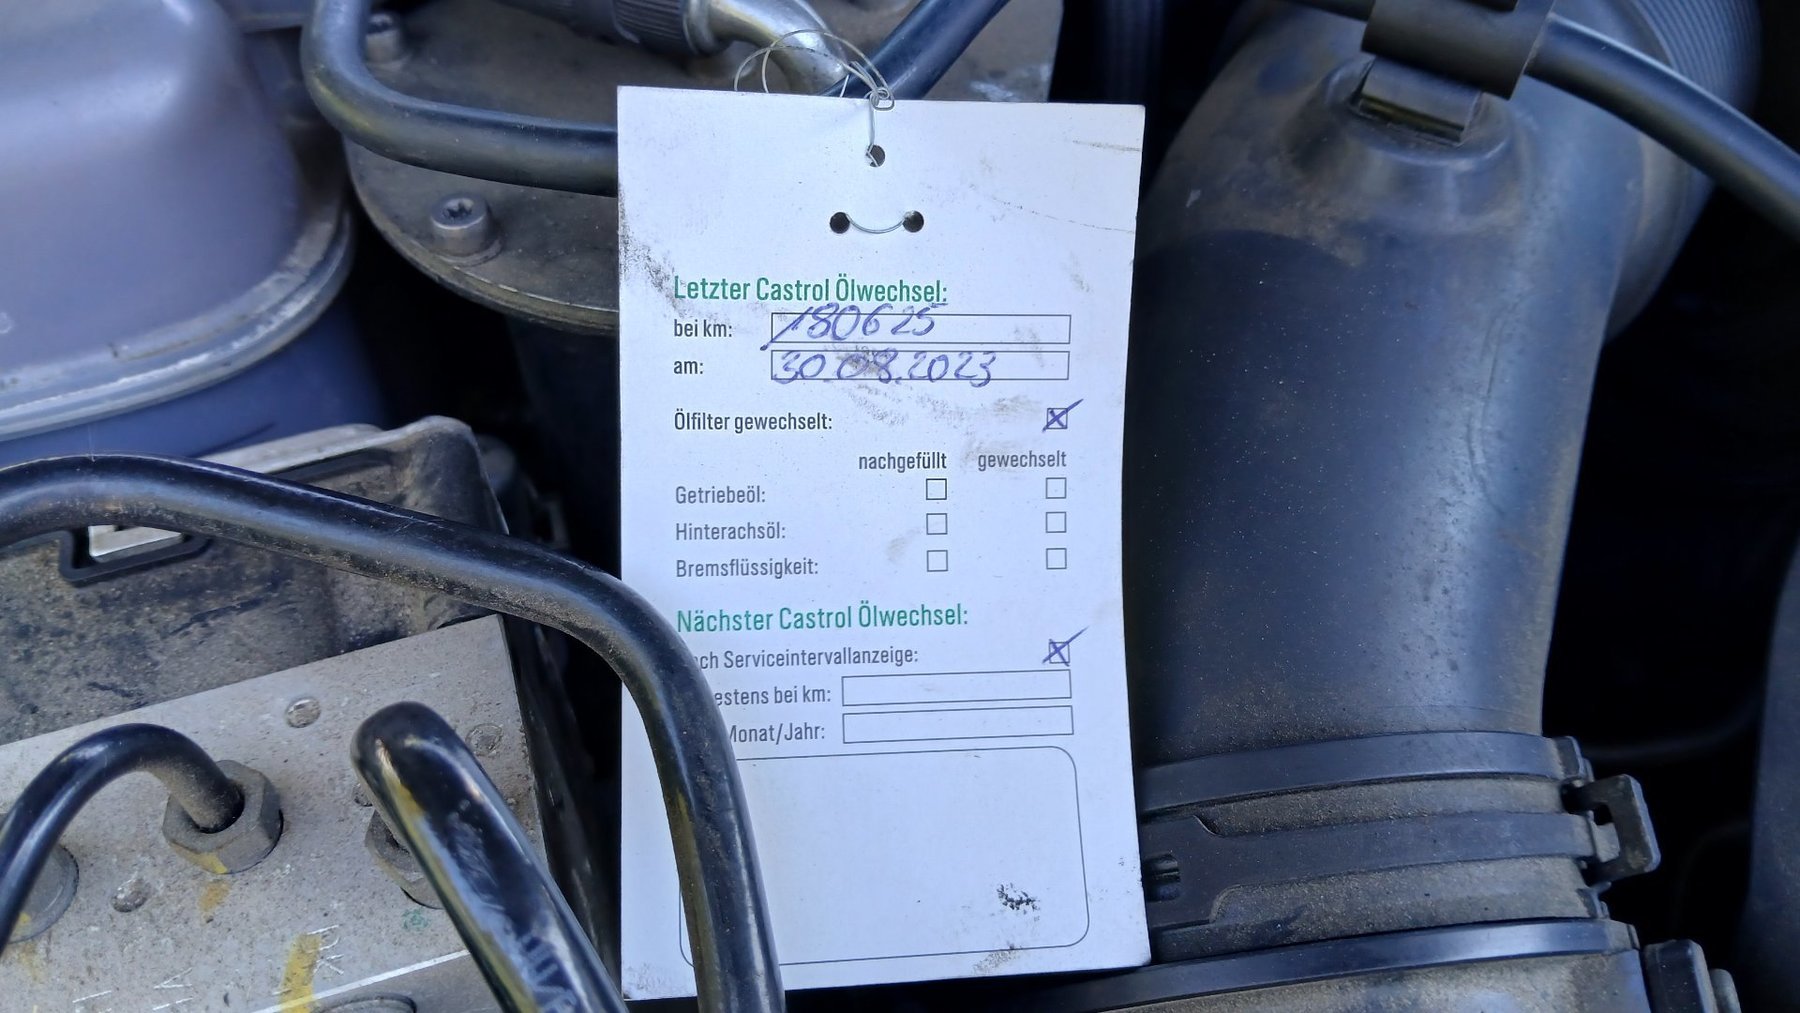 Letzter Castrol Ölwechsel:
bei km: 180625
am: 30.08.2023
Ölfilter gewechselt:
nachgefüllt gewechselt
Getriebeöl:
Hinterachsöl:
Bremsflüssigkeit:
Nächster Castrol Ölwechsel:
Serviceintervallanzeige:
bei km:
Monat/Jahr: